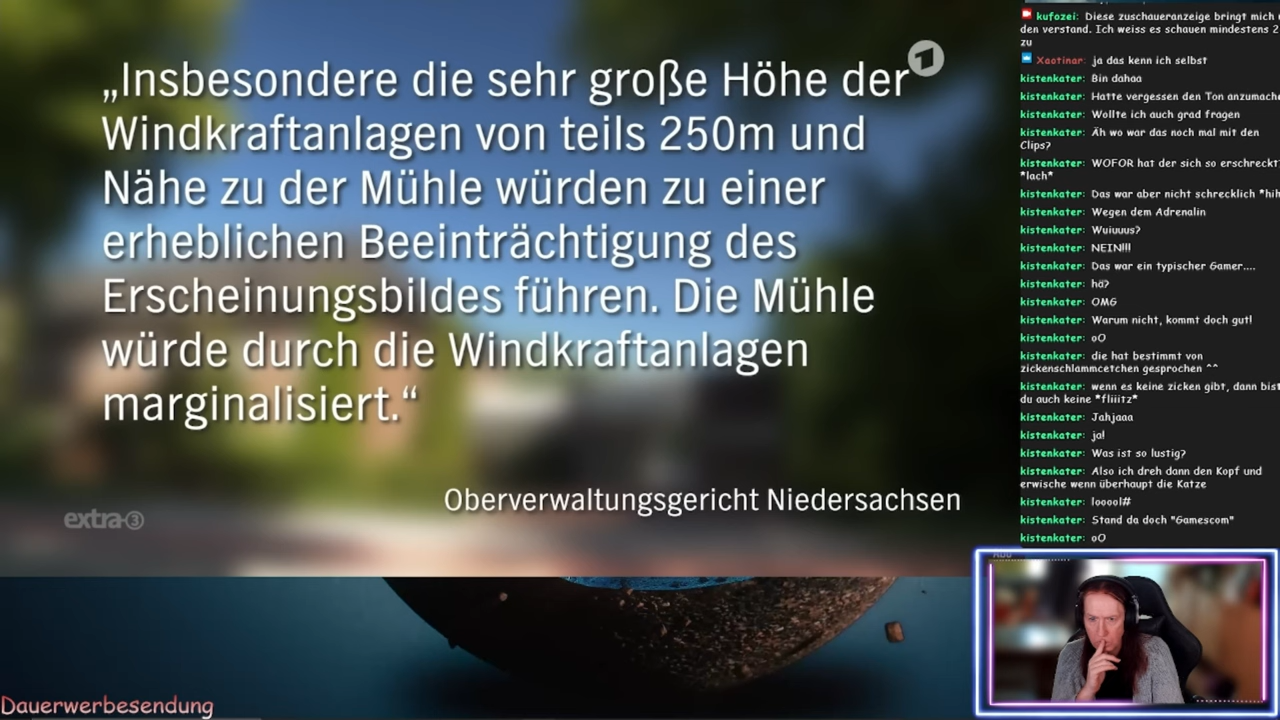 „Insbesondere die sehr große Höhe der
Windkraftanlagen von teils 250m und
Nähe zu der Mühle würden zu einer
erheblichen Beeinträchtigung des
Erscheinungsbildes führen. Die Mühle
würde durch die Windkraftanlagen
marginalisiert.“
Oberverwaltungsgericht Niedersachsen
extra-3
Dauerwerbesendung
kufozei: Diese zuschaueranzeige bringt mich
den verstand. Ich weiss es schauen mindestens 2
zu
Xaotinar: ja das kenn ich selbst
kistenkater: Bin dahaa
kistenkater: Hatte vergessen den Ton anzumach
kistenkater: Wollte ich auch grad fragen
kistenkater: Äh wo war das noch mal mit den
Clips?
kistenkater: WOFOR hat der sich so erschreckt
*lach*
kistenkater: Das war aber nicht schrecklich *hih
kistenkater: Wegen dem Adrenalin
kistenkater: Wuiuuus?
kistenkater: NEIN!!!
kistenkater: Das war ein typischer Gamer....
kistenkater: hä?
kistenkater: OMG
kistenkater: Warum nicht, kommt doch gut!
kistenkater: oO
kistenkater: die hat bestimmt von
zickenschlammcetchen gesprochen ^^
kistenkater: wenn es keine zicken gibt, dann bist
du auch keine *fliiitz*
kistenkater: Jahjaaa
kistenkater: ja!
kistenkater: Was ist so lustig?
kistenkater: Also ich dreh dann den Kopf und
erwische wenn überhaupt die Katze
kistenkater: looool#
kistenkater: Stand da doch "Gamescom"
kistenkater: oO